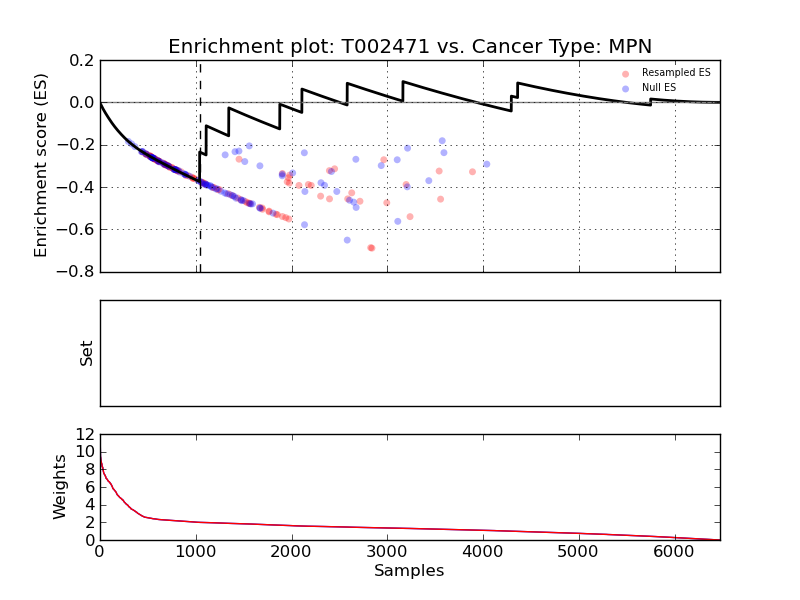 Enrichment plot: T002471 vs. Cancer Type: MPN
Enrichment score (ES)
0.2
0.0
−0.2
−0.4
−0.6
−0.8
Resampled ES
Null ES
Set
Weights
12
10
8
6
4
2
0
0 1000 2000 3000 4000 5000 6000
Samples